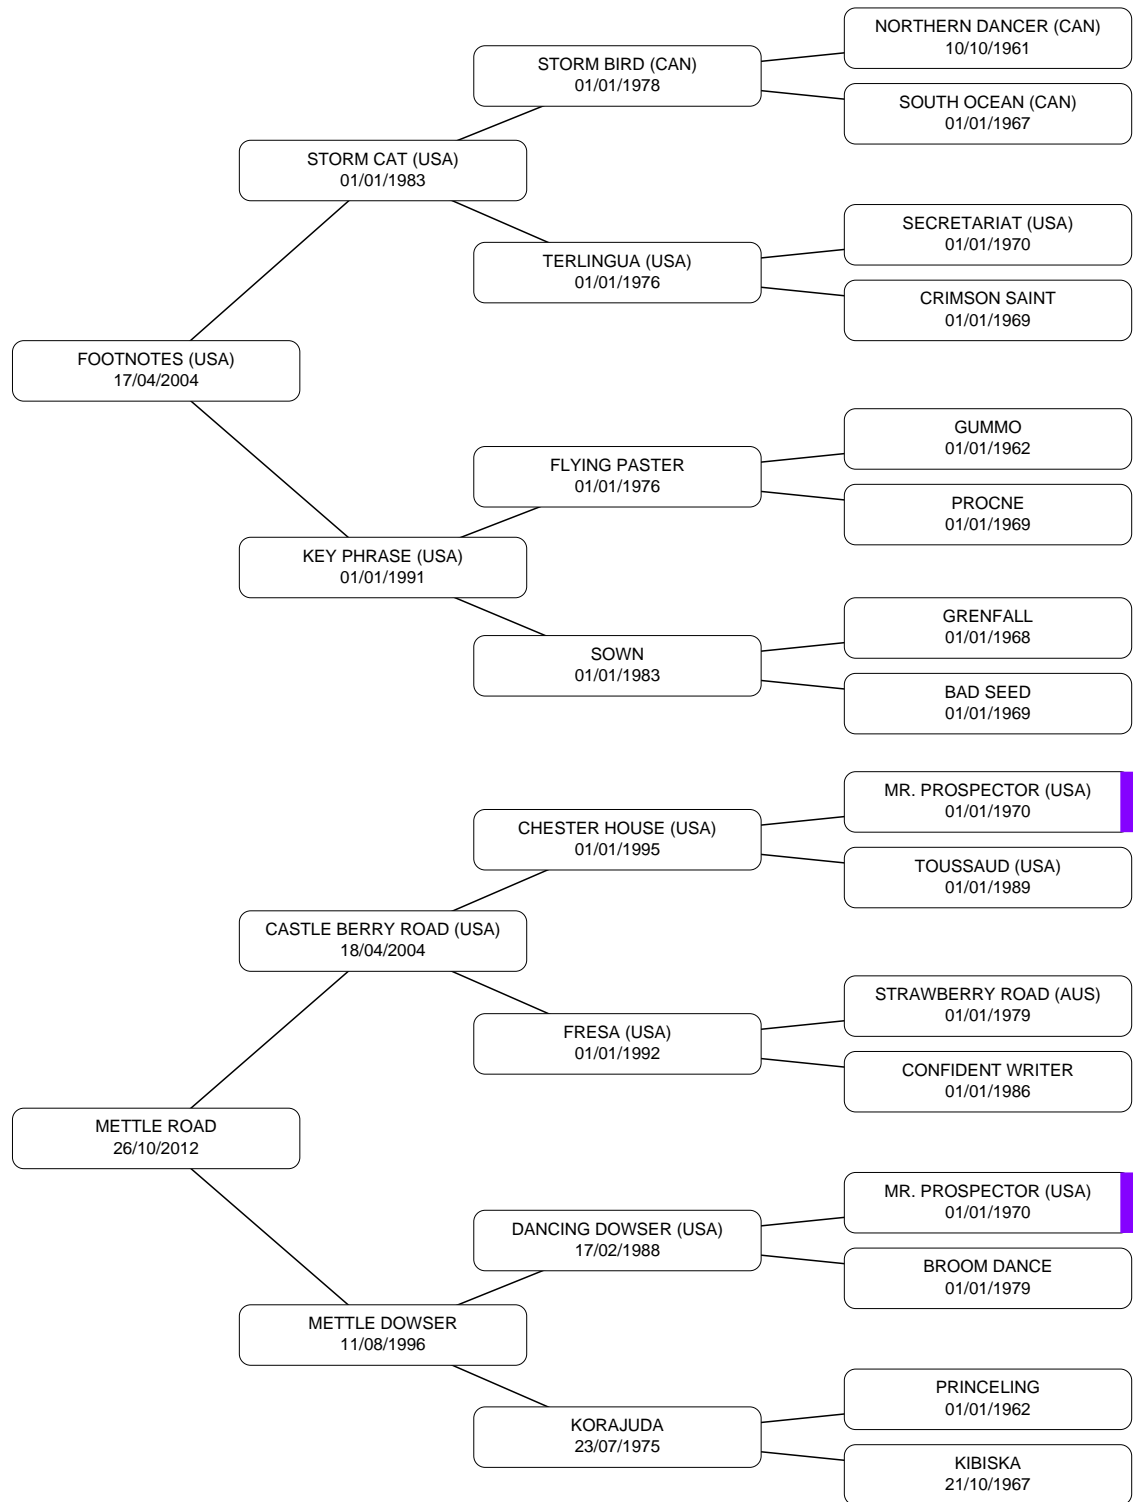 NORTHERN DANCER (CAN)
10/10/1961
STORM BIRD (CAN)
01/01/1978
SOUTH OCEAN (CAN)
01/01/1967
STORM CAT (USA)
01/01/1983
SECRETARIAT (USA)
01/01/1970
TERLINGUA (USA)
01/01/1976
CRIMSON SAINT
01/01/1969
FOOTNOTES (USA)
17/04/2004
GUMMO
01/01/1962
FLYING PASTER
01/01/1976
PROCNE
01/01/1969
KEY PHRASE (USA)
01/01/1991
GRENFALL
01/01/1968
SOWN
01/01/1983
BAD SEED
01/01/1969
MR. PROSPECTOR (USA)
01/01/1970
CHESTER HOUSE (USA)
01/01/1995
TOUSSAUD (USA)
01/01/1989
CASTLE BERRY ROAD (USA)
18/04/2004
STRAWBERRY ROAD (AUS)
01/01/1979
FRESA (USA)
01/01/1992
CONFIDENT WRITER
01/01/1986
METTLE ROAD
26/10/2012
MR. PROSPECTOR (USA)
01/01/1970
DANCING DOWSER (USA)
17/02/1988
BROOM DANCE
01/01/1979
METTLE DOWSER
11/08/1996
PRINCELING
01/01/1962
KORAJUDA
23/07/1975
KIBISKA
21/10/1967